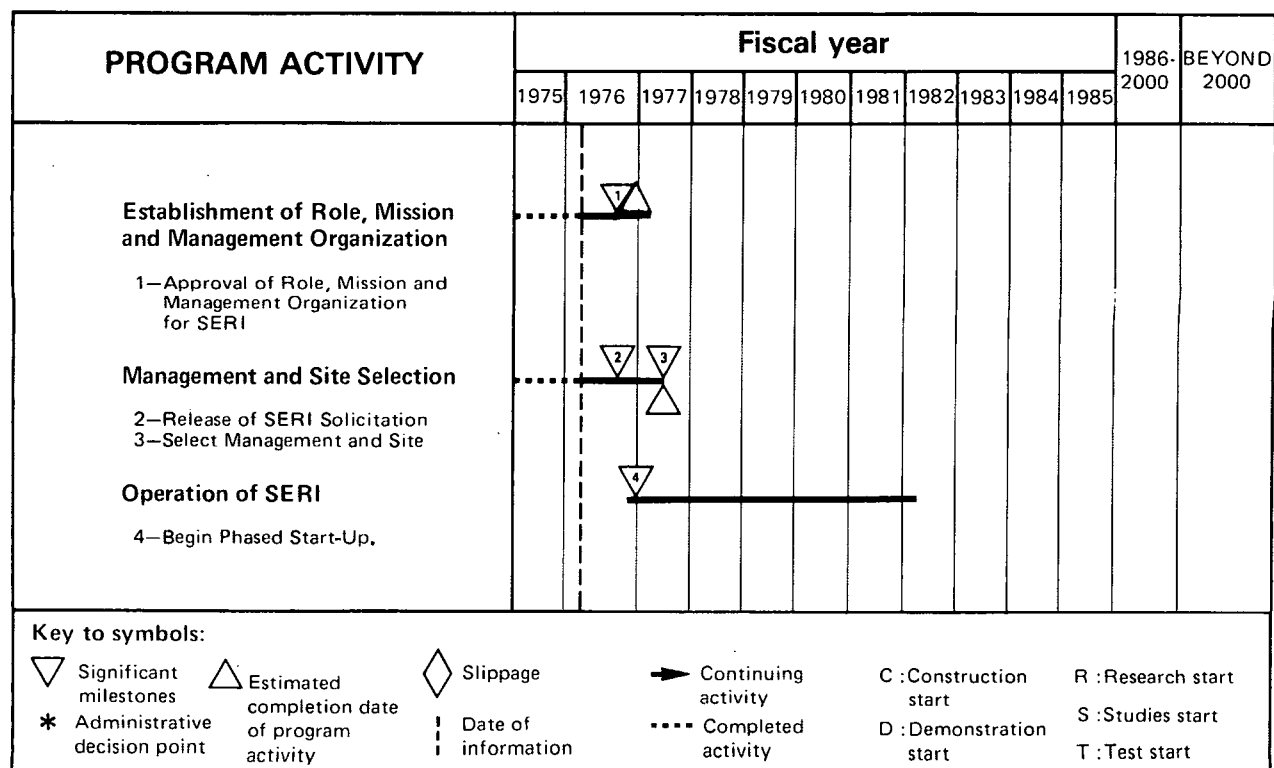 PROGRAM ACTIVITY
Fiscal year
1986-
2000
BEYOND
2000
1975 1976 1977 1978 1979 1980 1981 1982 1983 1984 1985
Establishment of Role, Mission
and Management Organization
1
1—Approval of Role, Mission and
Management Organization
for SERI
Management and Site Selection
2 3
2—Release of SERI Solicitation
3—Select Management and Site
Operation of SERI
4
4—Begin Phased Start-Up.
Key to symbols:
Significant
milestones
* Administrative
decision point
Estimated
completion date
of program
activity
Slippage
Date of
information
Continuing
activity
Completed
activity
C :Construction
start
D :Demonstration
start
R :Research start
S :Studies start
T :Test start